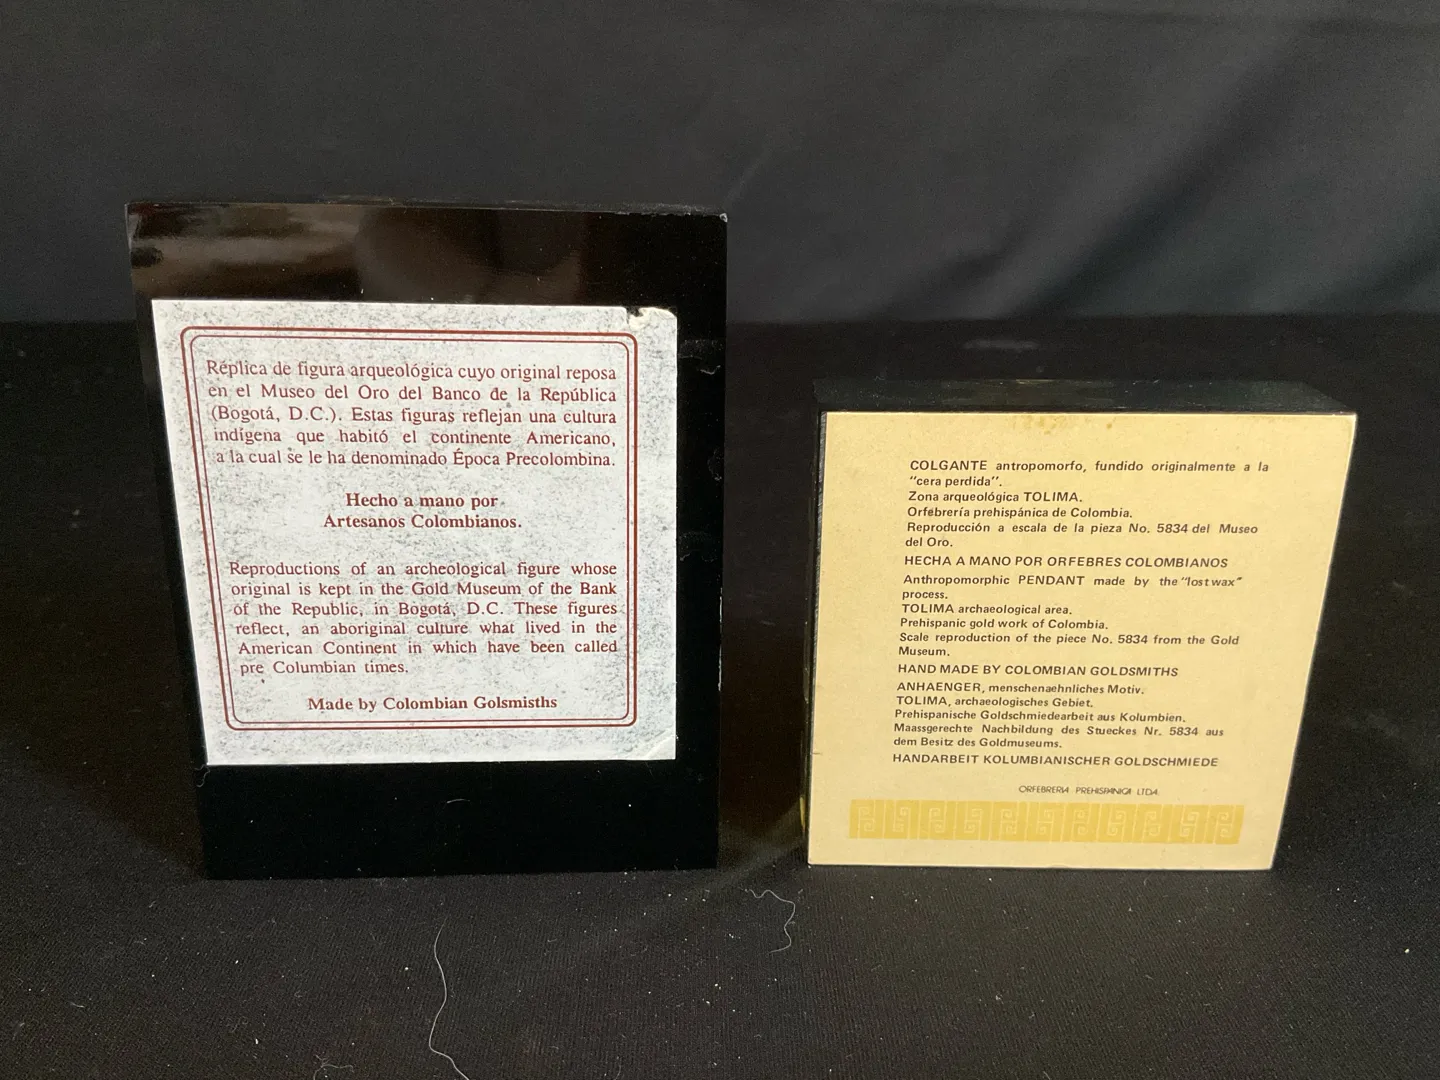 Réplica de figura arqueológica cuyo original reposa
en el Museo del Oro del Banco de la República
(Bogotá, D.C.). Estas figuras reflejan una cultura
indígena que habitó el continente Americano,
a la cual se le ha denominado Época Precolombina.
Hecho a mano por
Artesanos Colombianos.
Reproductions of an archeological figure whose
original is kept in the Gold Museum of the Bank
of the Republic, in Bogotá, D.C. These figures
reflect, an aboriginal culture what lived in the
American Continent in which have been called
pre Columbian times.
Made by Colombian Golsmisths
COLGANTE antropomorfo, fundido originalmente a la
"cera perdida".
Zona arqueológica TOLIMA.
Orfebrería prehispánica de Colombia.
Reproducción a escala de la pieza No. 5834 del Museo
del Oro.
HECHA A MANO POR ORFEBRES COLOMBIANOS
Anthropomorphic PENDANT made by the "lost wax"
process.
TOLIMA archaeological area.
Prehispanic gold work of Colombia.
Scale reproduction of the piece No. 5834 from the Gold
Museum.
HAND MADE BY COLOMBIAN GOLDSMITHS
ANHAENGER, menschenaehnliches Motiv.
TOLIMA, archaeologisches Gebiet.
Prehispanische Goldschmiedearbeit aus Kolumbien.
Maassgerechte Nachbildung des Stueckes Nr. 5834 aus
dem Besitz des Goldmuseums.
HANDARBEIT KOLUMBIANISCHER GOLDSCHMIEDE
ORFEBRERIA PREHISPANICA LTDA.